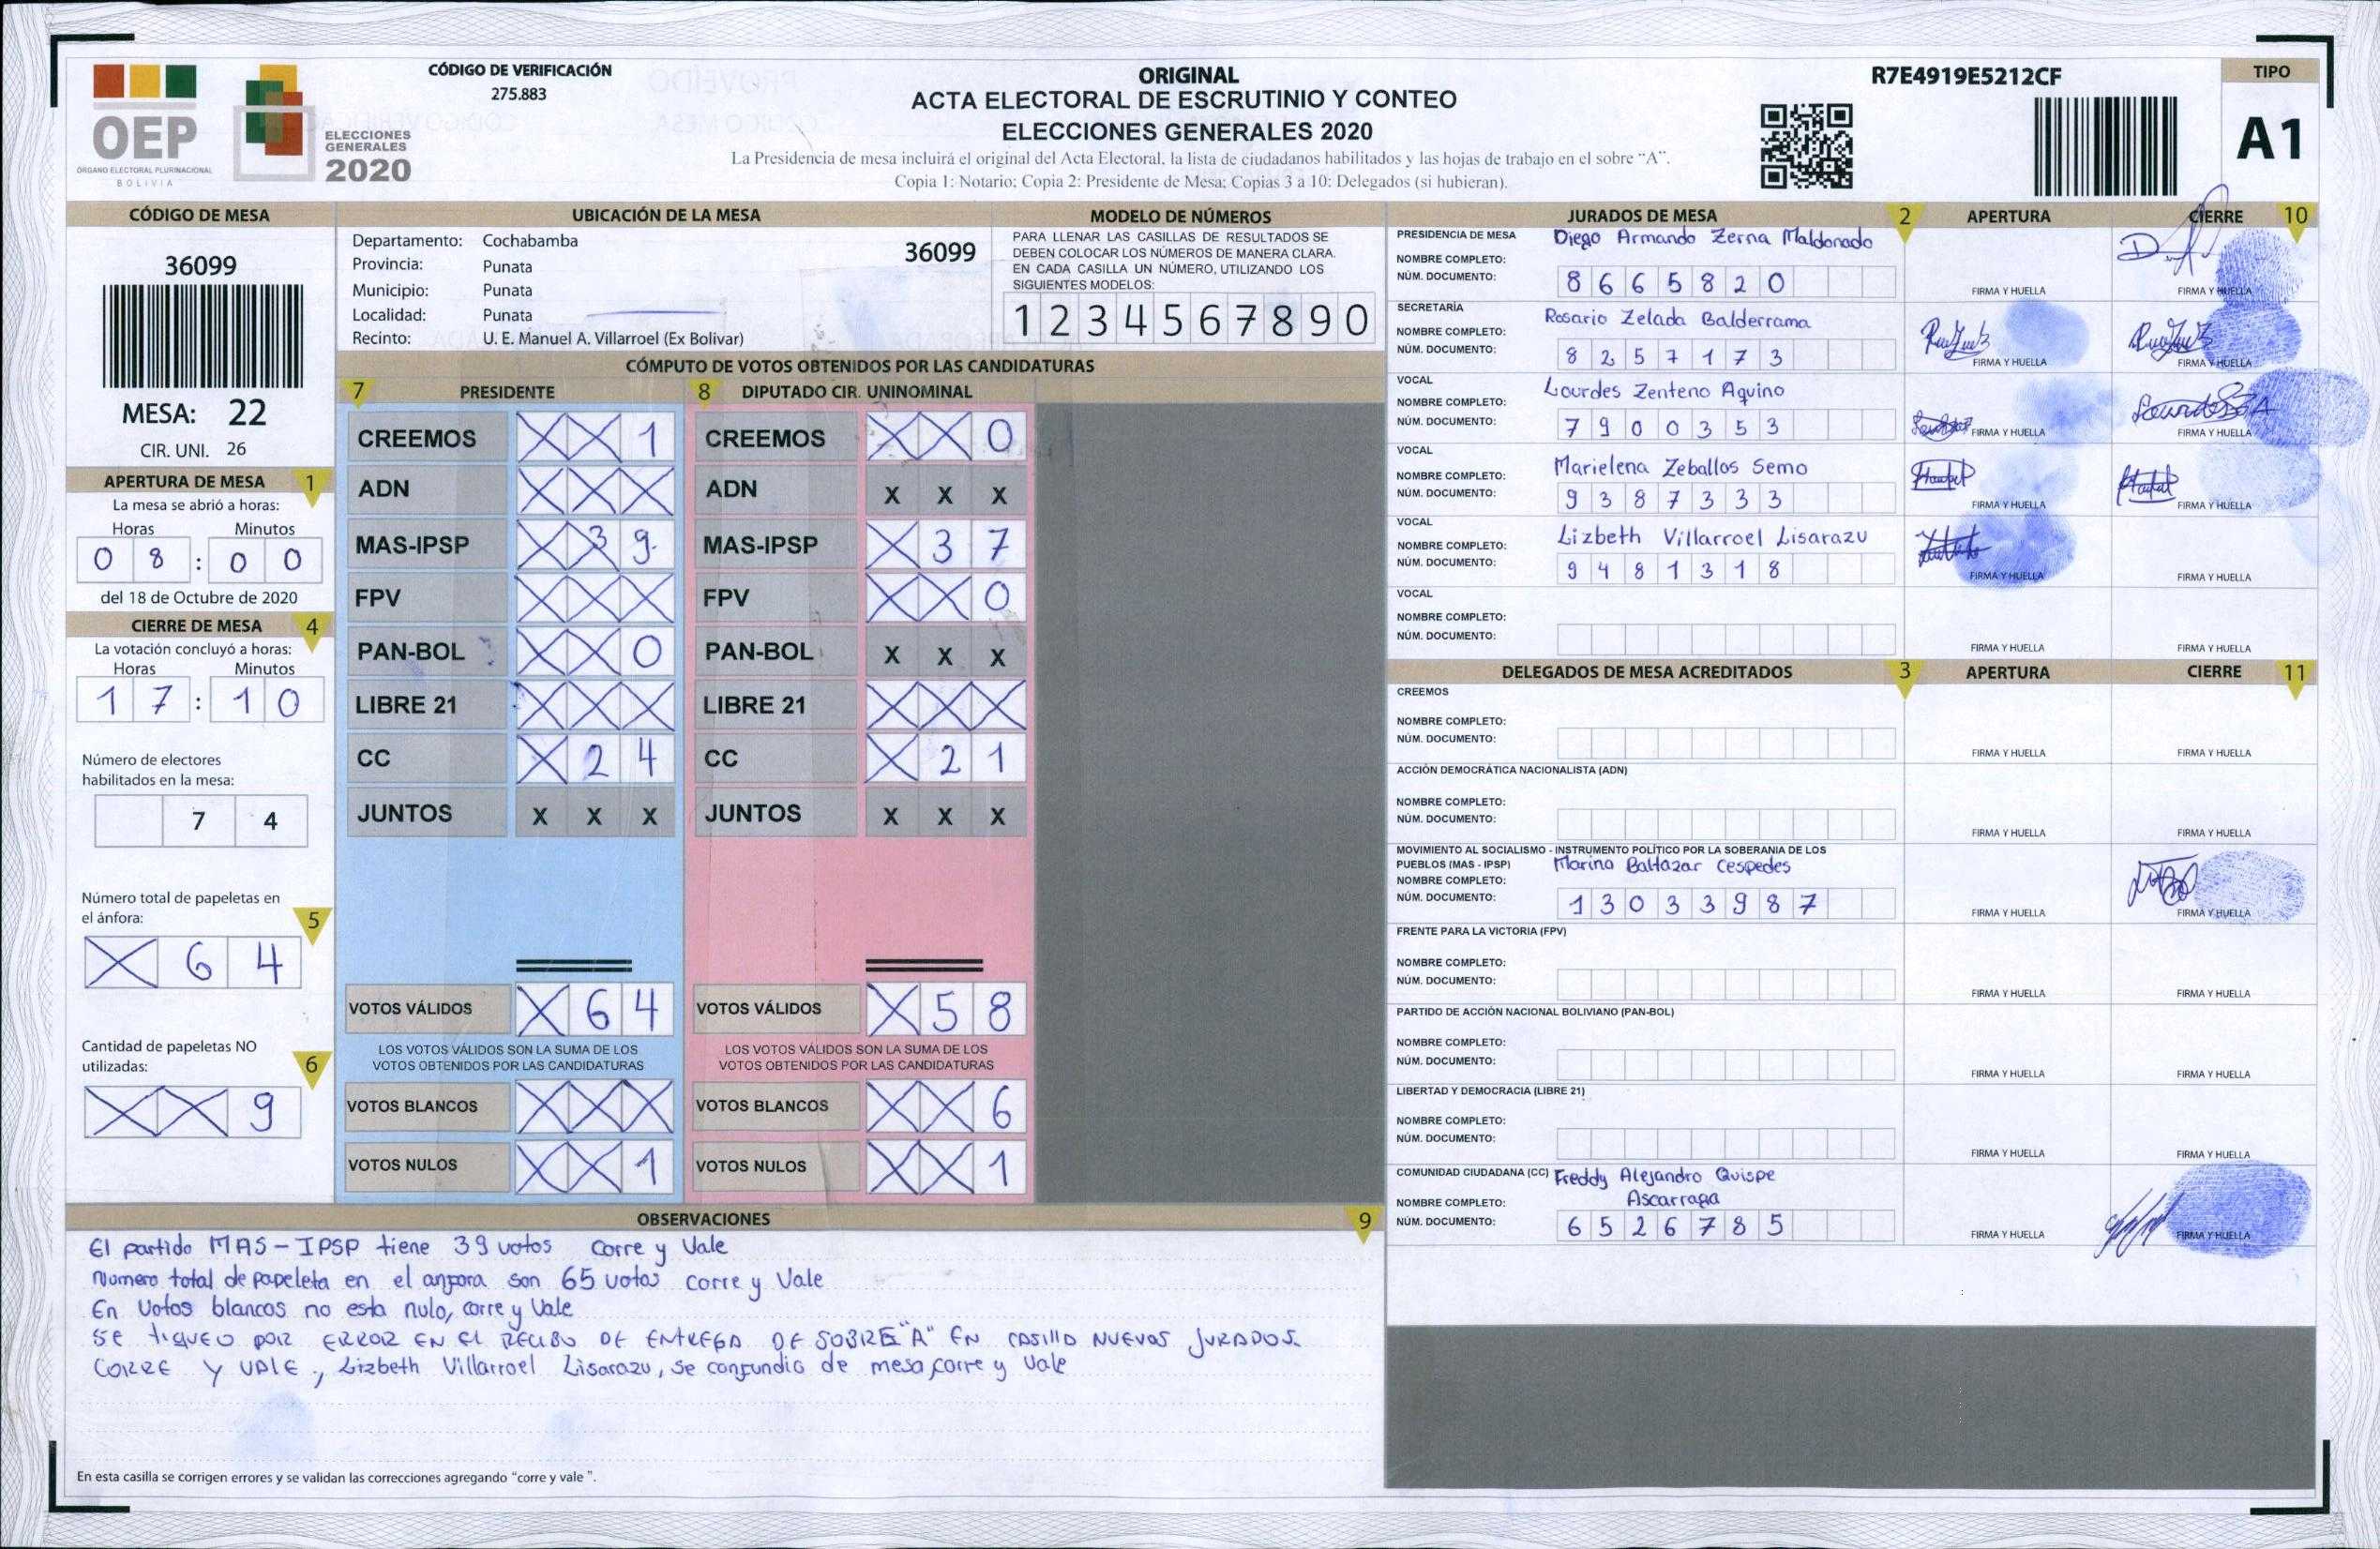 OEP
ÓRGANO ELECTORAL PLURINACIONAL
BOLIVIA
ELECCIONES
GENERALES
2020
CÓDIGO DE VERIFICACIÓN
275.883
ORIGINAL
ACTA ELECTORAL DE ESCRUTINIO Y CONTEO
ELECCIONES GENERALES 2020
La Presidencia de mesa incluirá el original del Acta Electoral, la lista de ciudadanos habilitados y las hojas de trabajo en el sobre "A".
Copia 1: Notario; Copia 2: Presidente de Mesa; Copias 3 a 10: Delegados (si hubieran).
R7E4919E5212CF
TIPO
A1
CÓDIGO DE MESA
36099
MESA: 22
CIR. UNI. 26
APERTURA DE MESA 1
La mesa se abrió a horas:
Horas Minutos
0 8 : 0 0
del 18 de Octubre de 2020
CIERRE DE MESA 4
La votación concluyó a horas:
Horas Minutos
1 7 : 1 0
Número de electores
habilitados en la mesa:
7 4
Número total de papeletas en
el ánfora: 5
X 6 4
Cantidad de papeletas NO
utilizadas: 6
X X 9
UBICACIÓN DE LA MESA
Departamento: Cochabamba 36099
Provincia: Punata
Municipio: Punata
Localidad: Punata
Recinto: U. E. Manuel A. Villarroel (Ex Bolivar)
MODELO DE NÚMEROS
PARA LLENAR LAS CASILLAS DE RESULTADOS SE
DEBEN COLOCAR LOS NÚMEROS DE MANERA CLARA.
EN CADA CASILLA UN NÚMERO, UTILIZANDO LOS
SIGUIENTES MODELOS:
1 2 3 4 5 6 7 8 9 0
CÓMPUTO DE VOTOS OBTENIDOS POR LAS CANDIDATURAS
7 PRESIDENTE
CREEMOS X X 1
ADN X X X
MAS-IPSP X 3 9
FPV X X X
PAN-BOL X X 0
LIBRE 21 X X X
CC X 2 4
JUNTOS X X X
VOTOS VÁLIDOS X 6 4
LOS VOTOS VÁLIDOS SON LA SUMA DE LOS
VOTOS OBTENIDOS POR LAS CANDIDATURAS
VOTOS BLANCOS X X X
VOTOS NULOS X X 1
8 DIPUTADO CIR. UNINOMINAL
CREEMOS X X 0
ADN X X X
MAS-IPSP X 3 7
FPV X X 0
PAN-BOL X X X
LIBRE 21 X X X
CC X 2 1
JUNTOS X X X
VOTOS VÁLIDOS X 5 8
LOS VOTOS VÁLIDOS SON LA SUMA DE LOS
VOTOS OBTENIDOS POR LAS CANDIDATURAS
VOTOS BLANCOS X X 6
VOTOS NULOS X X 1
OBSERVACIONES 9
El partido MAS-IPSP tiene 39 votos corre y Vale
Numero total de papeleta en el anfora son 65 votos corre y Vale
En Votos blancos no esta nulo, corre y Vale
SE tiqueo por ERROR EN El RECIBO DE ENTREGA DE SOBRE "A" EN CASILLO NUEVOS JURADOS.
CORRE Y VALE., Lizbeth Villarroel Lisarazu, se confundio de mesa, corre y Vale
En esta casilla se corrigen errores y se validan las correcciones agregando "corre y vale".
JURADOS DE MESA 2 APERTURA CIERRE 10
PRESIDENCIA DE MESA
NOMBRE COMPLETO: Diego Armando Zerna Maldonado
NÚM. DOCUMENTO: 8 6 6 5 8 2 0
FIRMA Y HUELLA FIRMA Y HUELLA
SECRETARÍA
NOMBRE COMPLETO: Rosario Zelada Balderrama
NÚM. DOCUMENTO: 8 2 5 7 1 7 3
FIRMA Y HUELLA FIRMA Y HUELLA
VOCAL
NOMBRE COMPLETO: Lourdes Zenteno Aquino
NÚM. DOCUMENTO: 7 9 0 0 3 5 3
FIRMA Y HUELLA FIRMA Y HUELLA
VOCAL
NOMBRE COMPLETO: Marielena Zeballos Semo
NÚM. DOCUMENTO: 9 3 8 7 3 3 3
FIRMA Y HUELLA FIRMA Y HUELLA
VOCAL
NOMBRE COMPLETO: Lizbeth Villarroel Lisarazu
NÚM. DOCUMENTO: 9 4 8 1 3 1 8
FIRMA Y HUELLA FIRMA Y HUELLA
VOCAL
NOMBRE COMPLETO:
NÚM. DOCUMENTO:
FIRMA Y HUELLA FIRMA Y HUELLA
DELEGADOS DE MESA ACREDITADOS 3 APERTURA CIERRE 11
CREEMOS
NOMBRE COMPLETO:
NÚM. DOCUMENTO:
FIRMA Y HUELLA FIRMA Y HUELLA
ACCIÓN DEMOCRÁTICA NACIONALISTA (ADN)
NOMBRE COMPLETO:
NÚM. DOCUMENTO:
FIRMA Y HUELLA FIRMA Y HUELLA
MOVIMIENTO AL SOCIALISMO - INSTRUMENTO POLÍTICO POR LA SOBERANIA DE LOS
PUEBLOS (MAS - IPSP) Marina Baltazar Cespedes
NOMBRE COMPLETO:
NÚM. DOCUMENTO: 1 3 0 3 3 9 8 7
FIRMA Y HUELLA FIRMA Y HUELLA
FRENTE PARA LA VICTORIA (FPV)
NOMBRE COMPLETO:
NÚM. DOCUMENTO:
FIRMA Y HUELLA FIRMA Y HUELLA
PARTIDO DE ACCIÓN NACIONAL BOLIVIANO (PAN-BOL)
NOMBRE COMPLETO:
NÚM. DOCUMENTO:
FIRMA Y HUELLA FIRMA Y HUELLA
LIBERTAD Y DEMOCRACIA (LIBRE 21)
NOMBRE COMPLETO:
NÚM. DOCUMENTO:
FIRMA Y HUELLA FIRMA Y HUELLA
COMUNIDAD CIUDADANA (CC) Freddy Alejandro Quispe
NOMBRE COMPLETO: Ascarraga
NÚM. DOCUMENTO: 6 5 2 6 7 8 5
FIRMA Y HUELLA FIRMA Y HUELLA